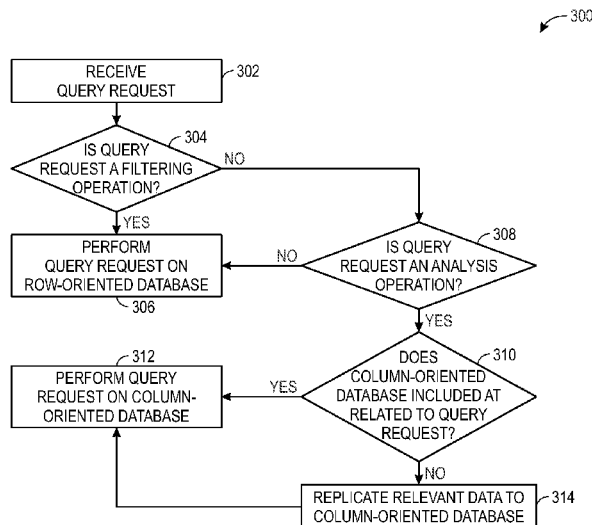 300
RECEIVE
QUERY REQUEST
302
IS QUERY
REQUEST A FILTERING
OPERATION?
304
NO
YES
PERFORM
QUERY REQUEST ON
ROW-ORIENTED DATABASE
306
NO
IS QUERY
REQUEST AN ANALYSIS
OPERATION?
308
YES
312
PERFORM QUERY
REQUEST ON COLUMN-
ORIENTED DATABASE
YES
DOES
COLUMN-ORIENTED
DATABASE INCLUDED AT
RELATED TO QUERY
REQUEST?
310
NO
REPLICATE RELEVANT DATA TO
COLUMN-ORIENTED DATABASE
314